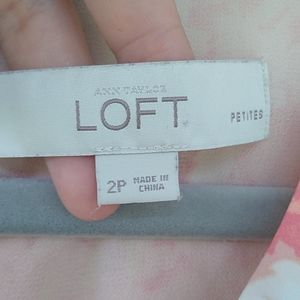 ANN TAYLOR
LOFT
PETITES
2P
MADE IN
CHINA